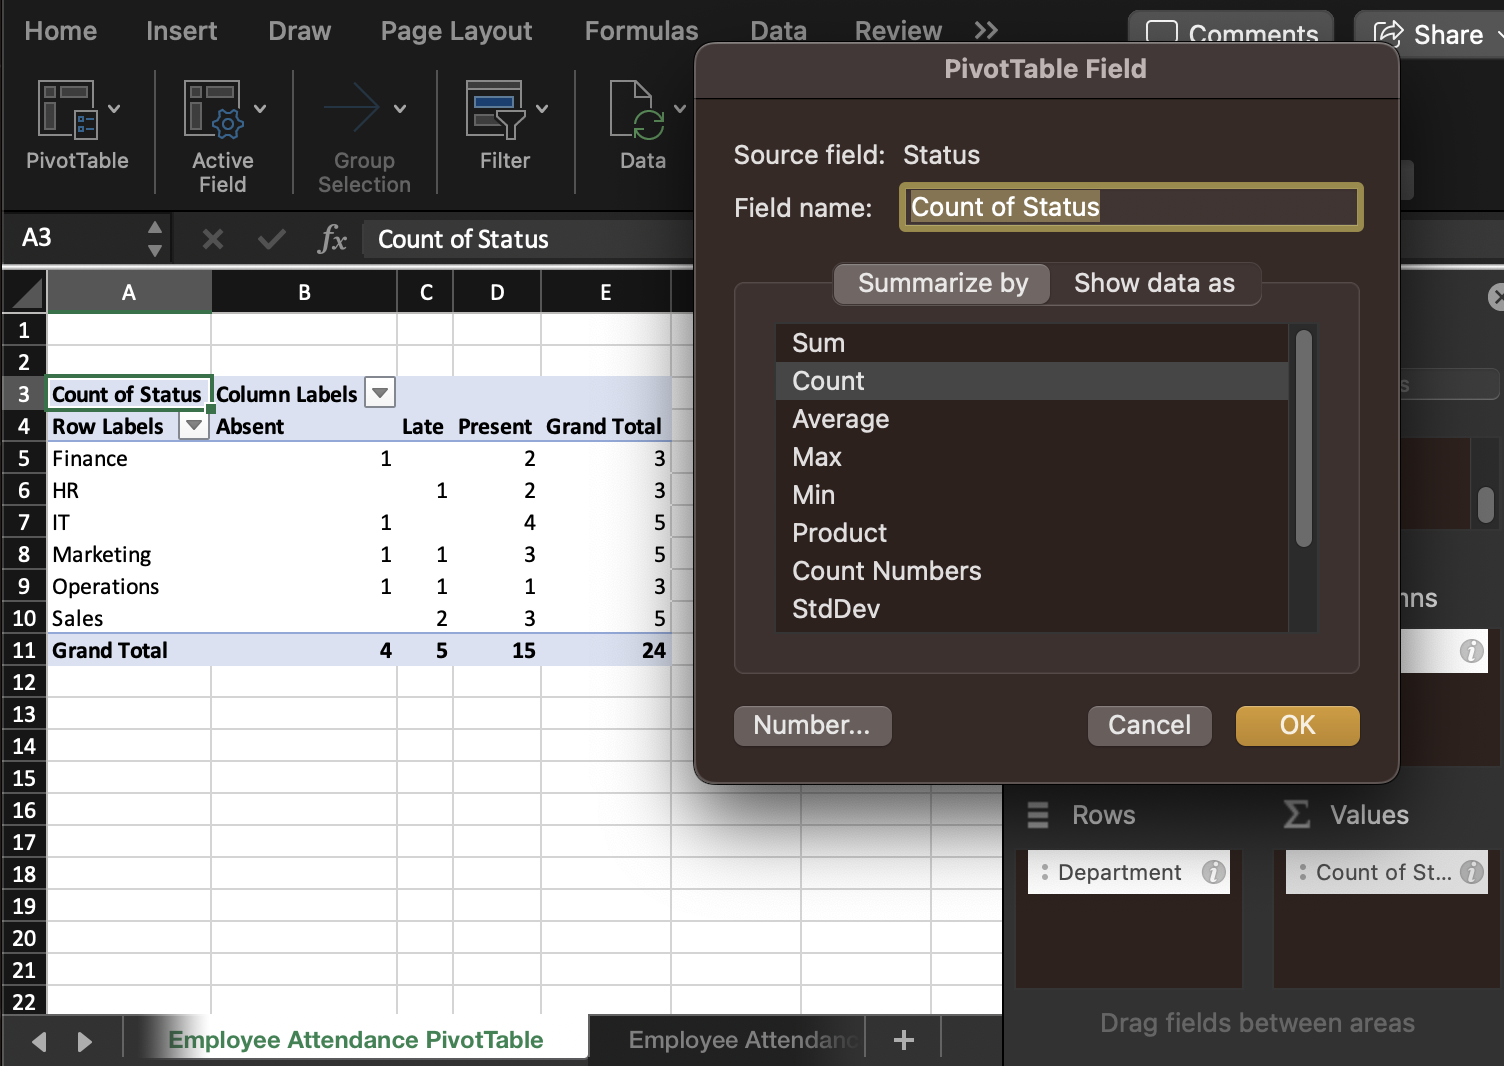 Home Insert Draw Page Layout Formulas Data Review >> Comments Share
PivotTable Active Field Group Selection Filter Data
A3 fx Count of Status
A B C D E
1
2
3 Count of Status Column Labels
4 Row Labels Absent Late Present Grand Total
5 Finance 1 2 3
6 HR 1 2 3
7 IT 1 4 5
8 Marketing 1 1 3 5
9 Operations 1 1 1 3
10 Sales 2 3 5
11 Grand Total 4 5 15 24
12
13
14
15
16
17
18
19
20
21
22
PivotTable Field
Source field: Status
Field name: Count of Status
Summarize by Show data as
Sum
Count
Average
Max
Min
Product
Count Numbers
StdDev
Number... Cancel OK
Rows Σ Values
Department i Count of St... i
Drag fields between areas
Employee Attendance PivotTable Employee Attendanc +